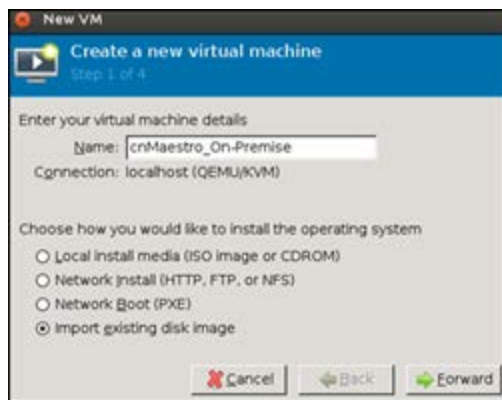 New VM
Create a new virtual machine
Step 1 of 4
Enter your virtual machine details
Name: cnMaestro_On-Premise
Connection: localhost (QEMU/KVM)
Choose how you would like to install the operating system
Local install media (ISO image or CDROM)
Network Install (HTTP, FTP, or NFS)
Network Boot (PXE)
Import existing disk image
Cancel Back Forward